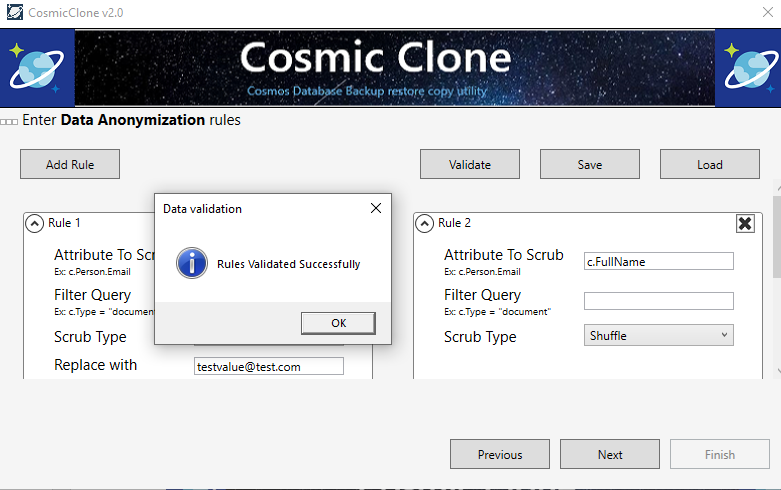 CosmicClone v2.0
Cosmic Clone
Cosmos Database Backup restore copy utility
Enter Data Anonymization rules
Add Rule
Validate
Save
Load
Data validation
Rules Validated Successfully
OK
Rule 1
Attribute To Scr
Ex: c.Person.Email
Filter Query
Ex: c.Type = "document
Scrub Type
Replace with
testvalue@test.com
Rule 2
Attribute To Scrub
c.FullName
Ex: c.Person.Email
Filter Query
Ex: c.Type = "document"
Scrub Type
Shuffle
Previous
Next
Finish